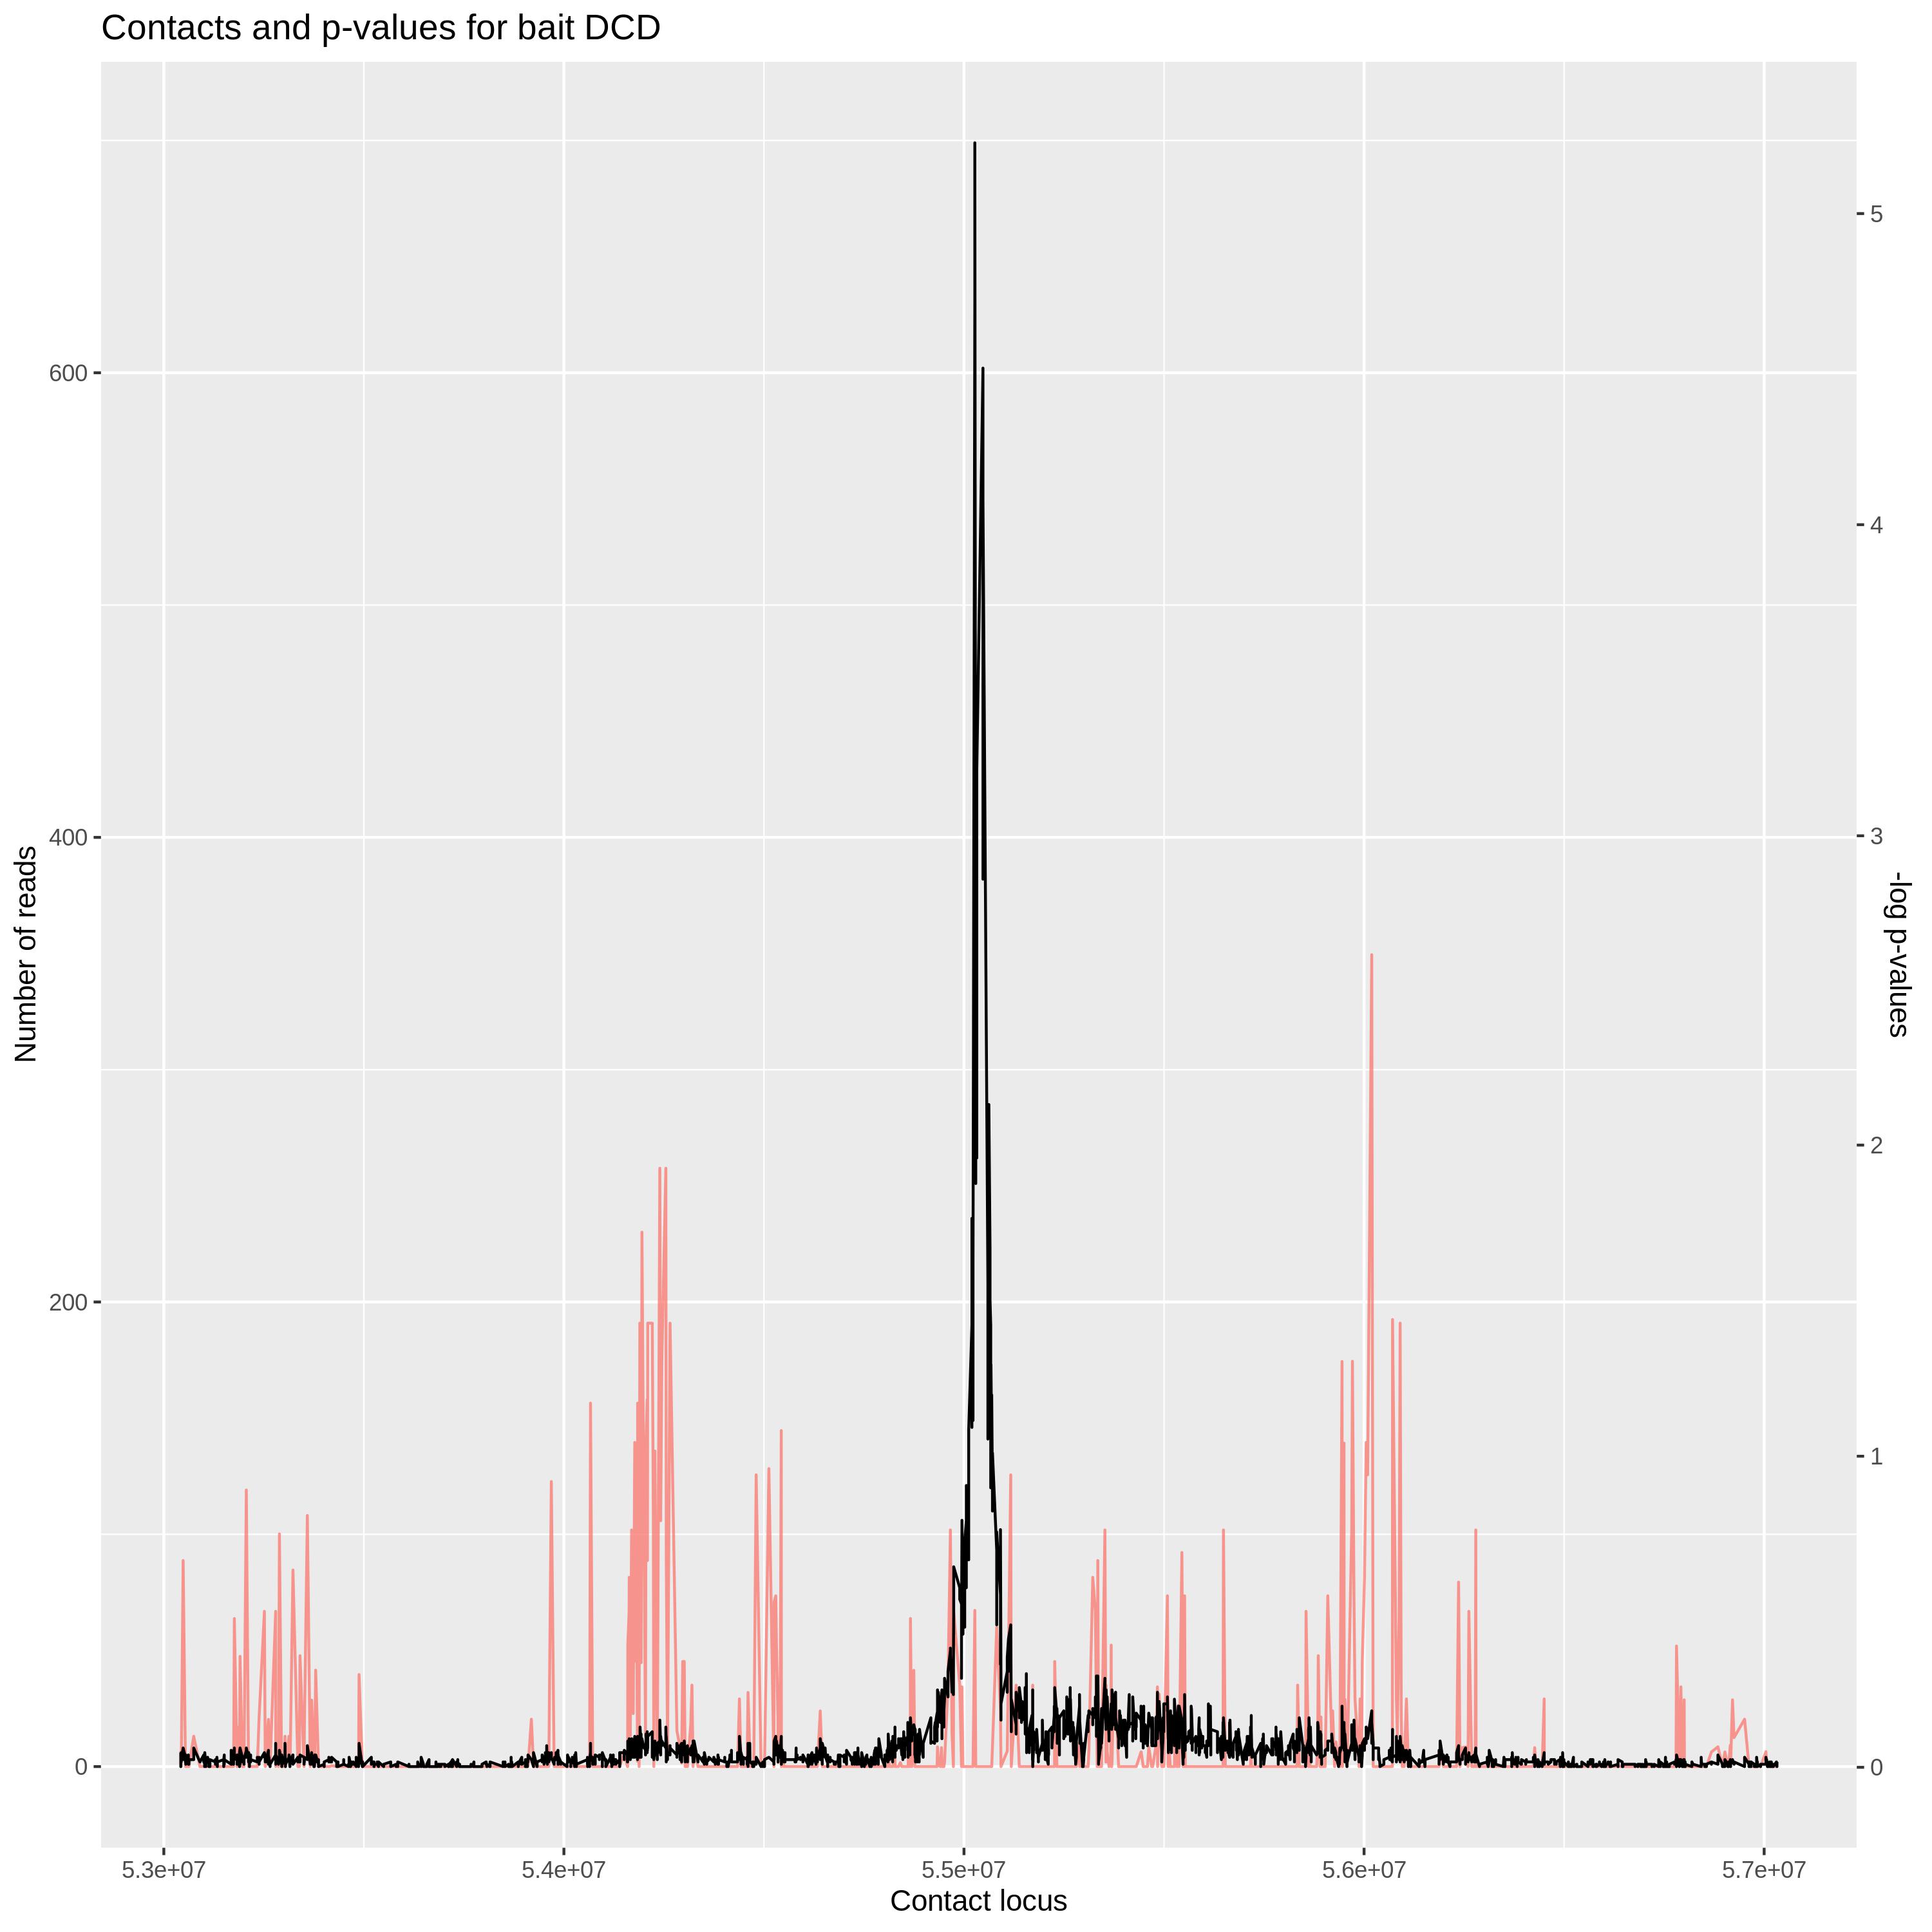 Contacts and p-values for bait DCD
Number of reads
600
400
200
0
5
4
3
2
1
0
-log p-values
5.3e+07
5.4e+07
5.5e+07
5.6e+07
5.7e+07
Contact locus